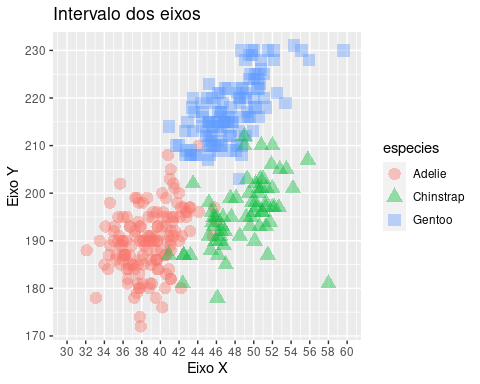 Intervalo dos eixos
Eixo Y
230
220
210
200
190
180
170
30 32 34 36 38 40 42 44 46 48 50 52 54 56 58 60
Eixo X
especies
Adelie
Chinstrap
Gentoo